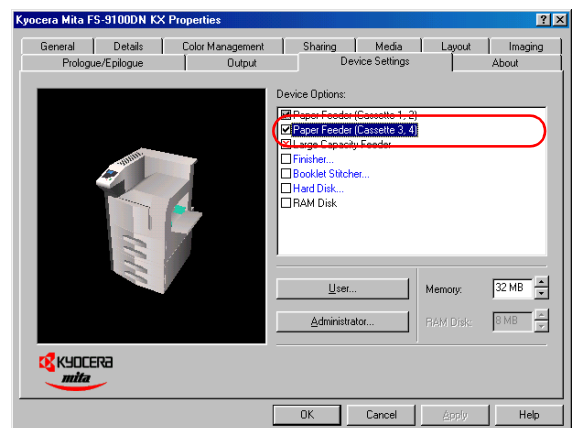 Kyocera Mita FS-9100DN KX Properties
General Details Color Management Sharing Media Layout Imaging
Prologue/Epilogue Output Device Settings About
Device Options:
Paper Feeder (Cassette 1, 2)
Paper Feeder (Cassette 3, 4)
Large Capacity Feeder
Finisher...
Booklet Stitcher...
Hard Disk...
RAM Disk
User... Memory: 32 MB
Administrator... RAM Disk: 8 MB
KYOCERA
mita
OK Cancel Apply Help